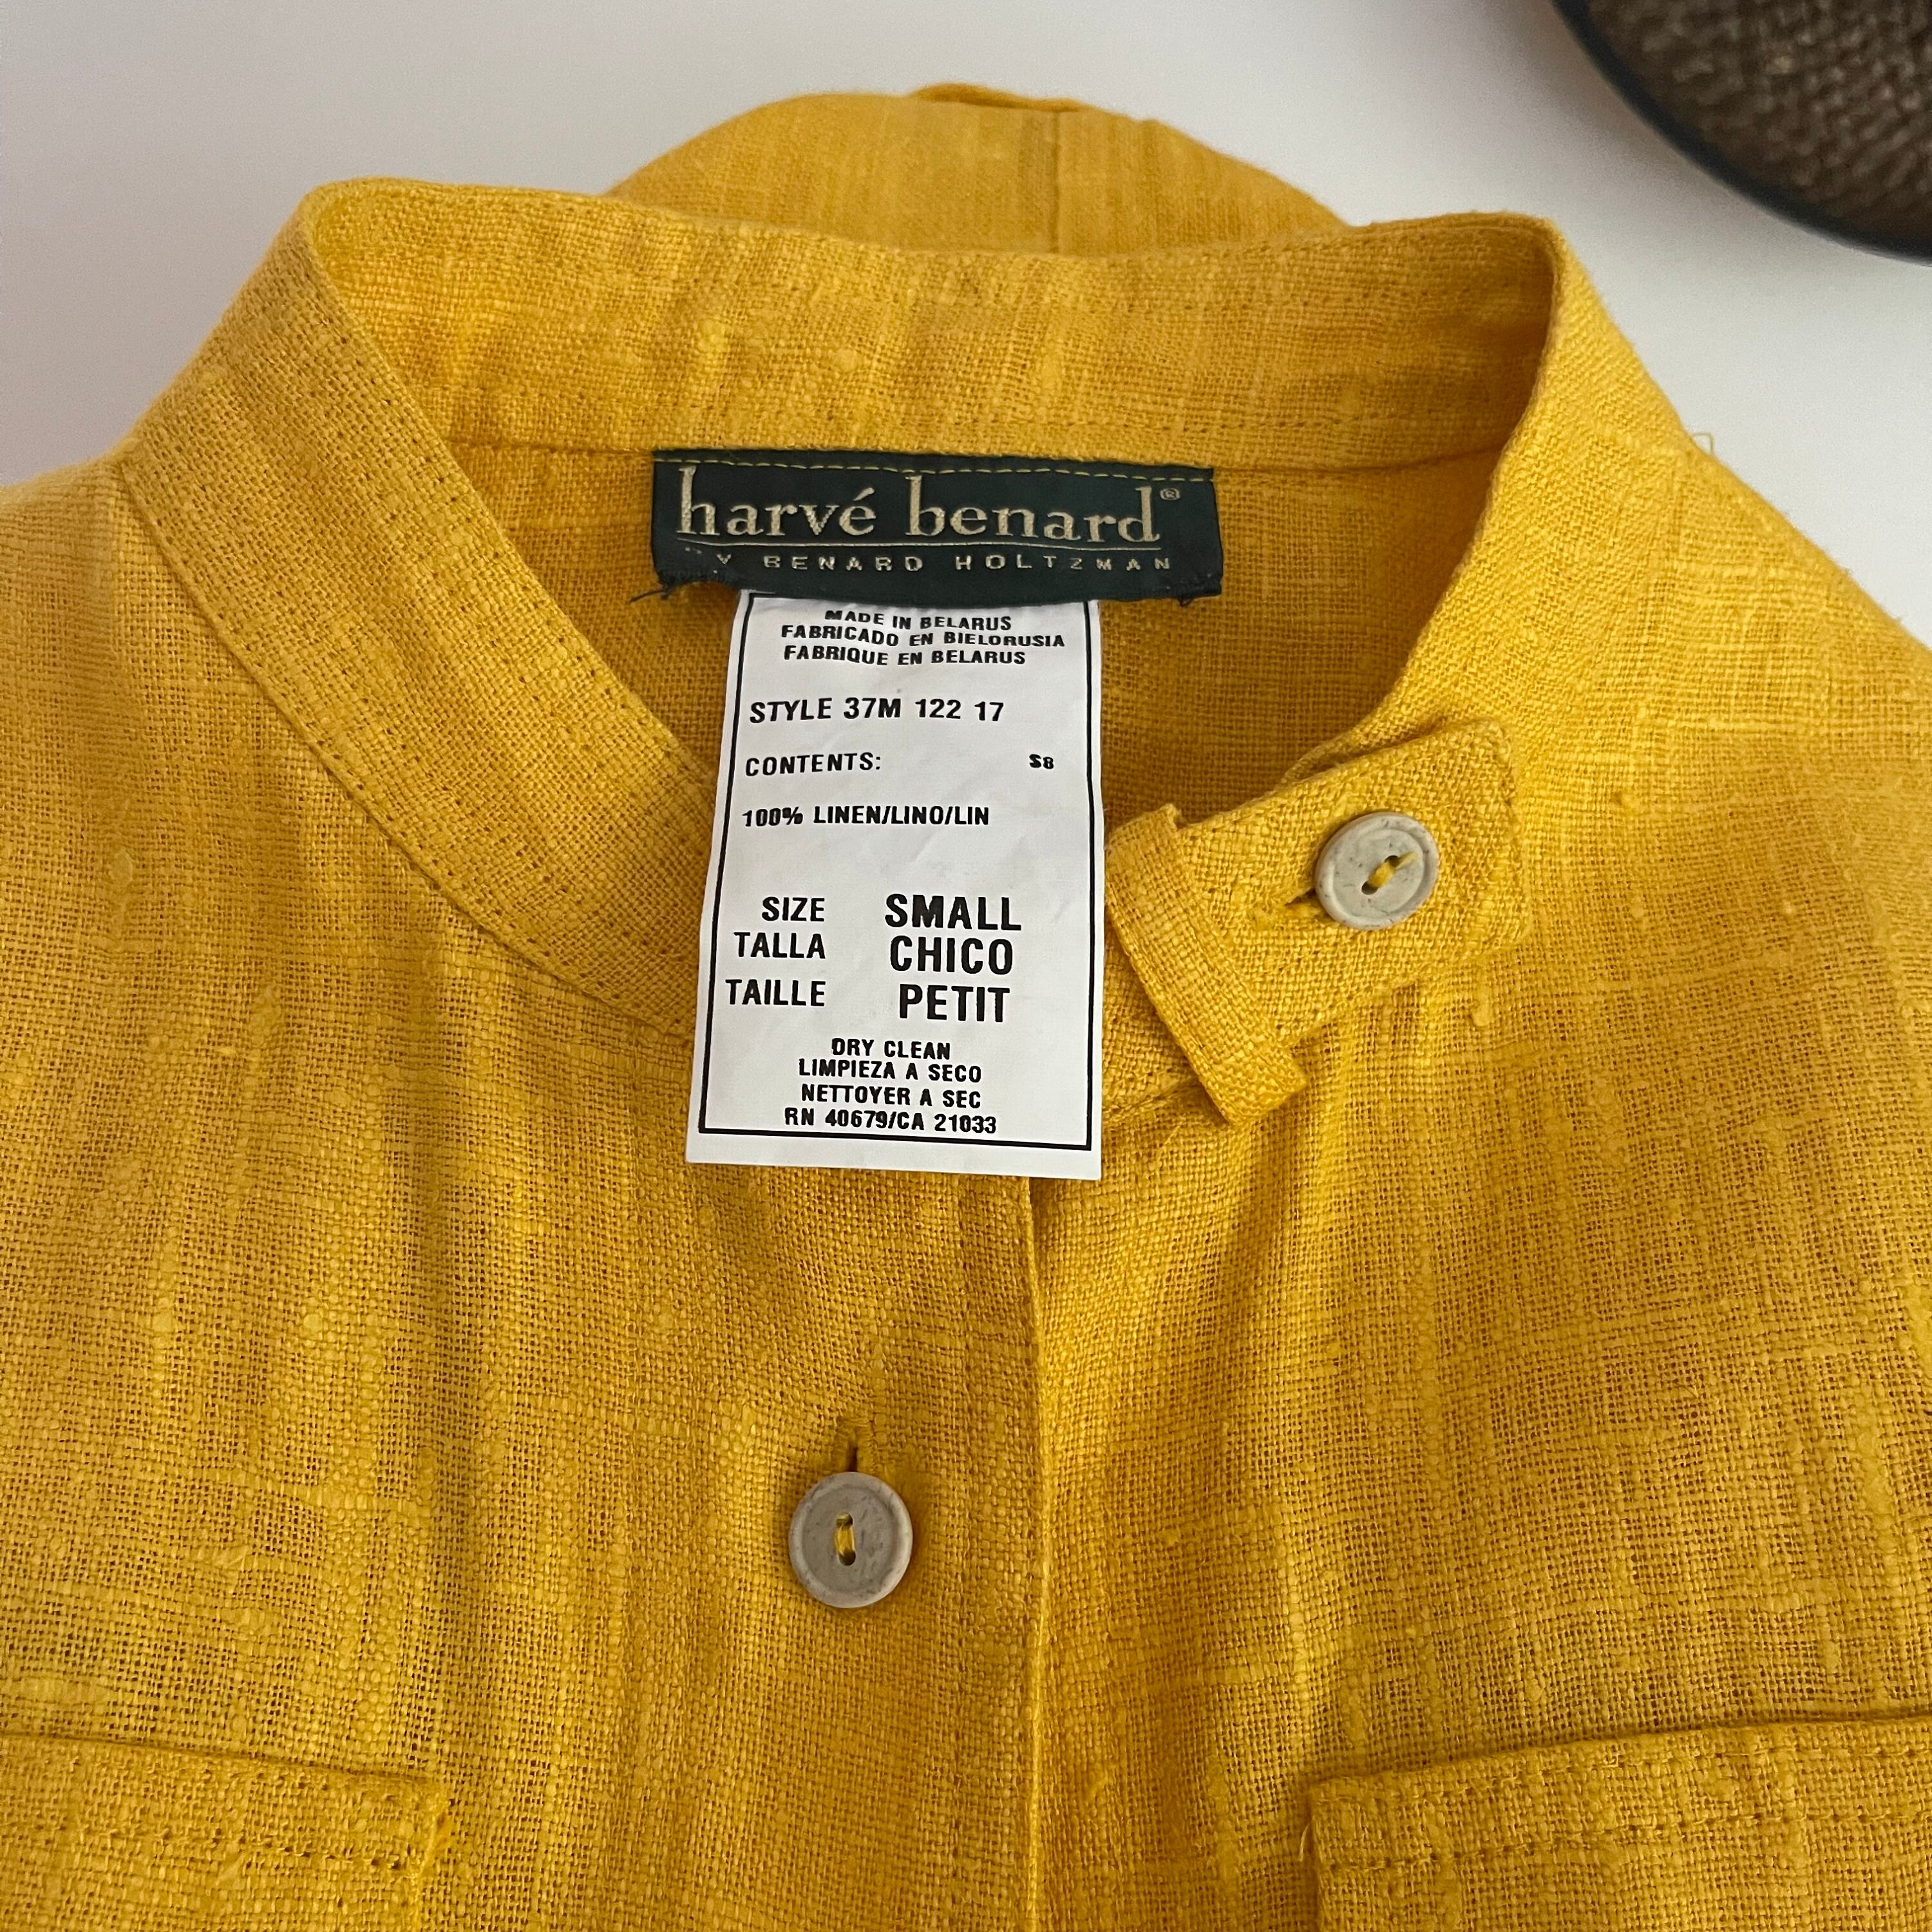 harvé benard®
BENARD HOLTZMAN
MADE IN BELARUS
FABRICADO EN BIELORUSIA
FABRIQUE EN BELARUS
STYLE 37M 122 17
CONTENTS: S8
100% LINEN/LINO/LIN
SIZE SMALL
TALLA CHICO
TAILLE PETIT
DRY CLEAN
LIMPIEZA A SECO
NETTOYER A SEC
RN 40679/CA 21033